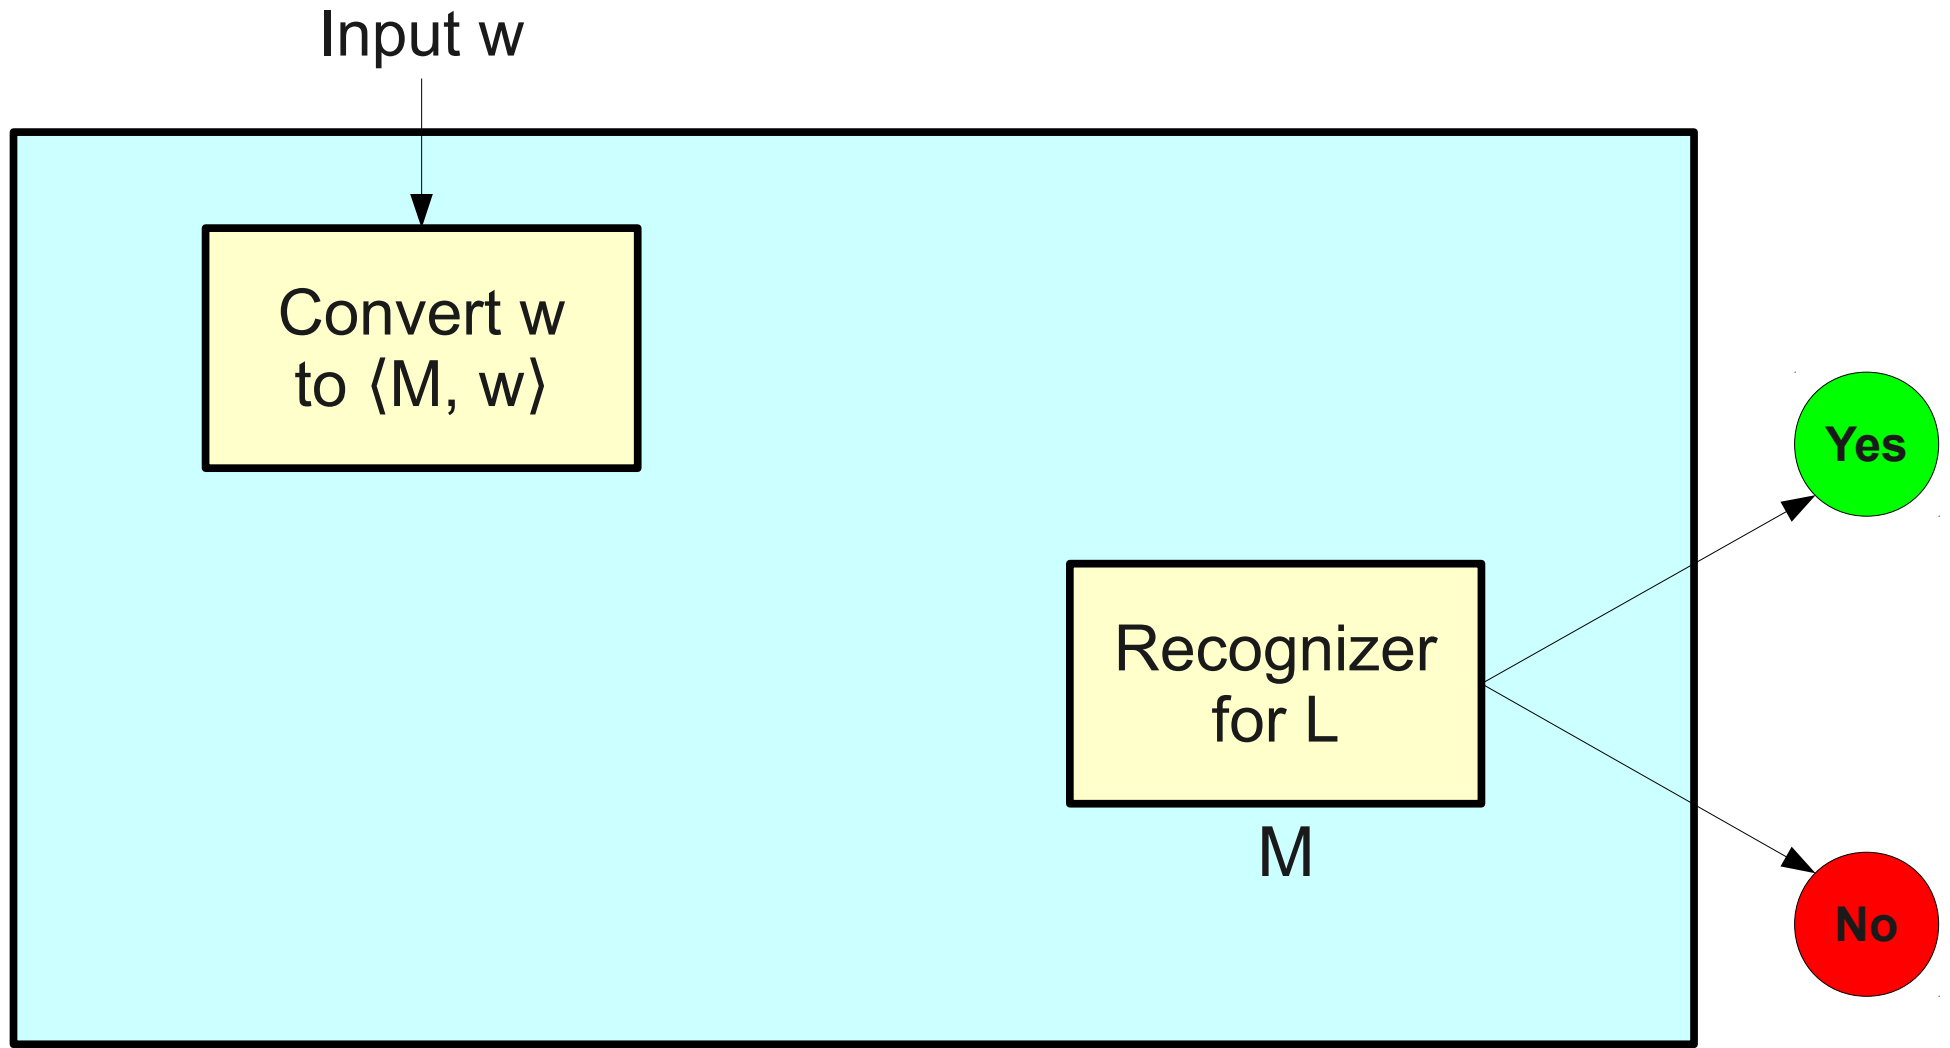 Input w
Convert w
to ⟨M, w⟩
Yes
Recognizer
for L
M
No